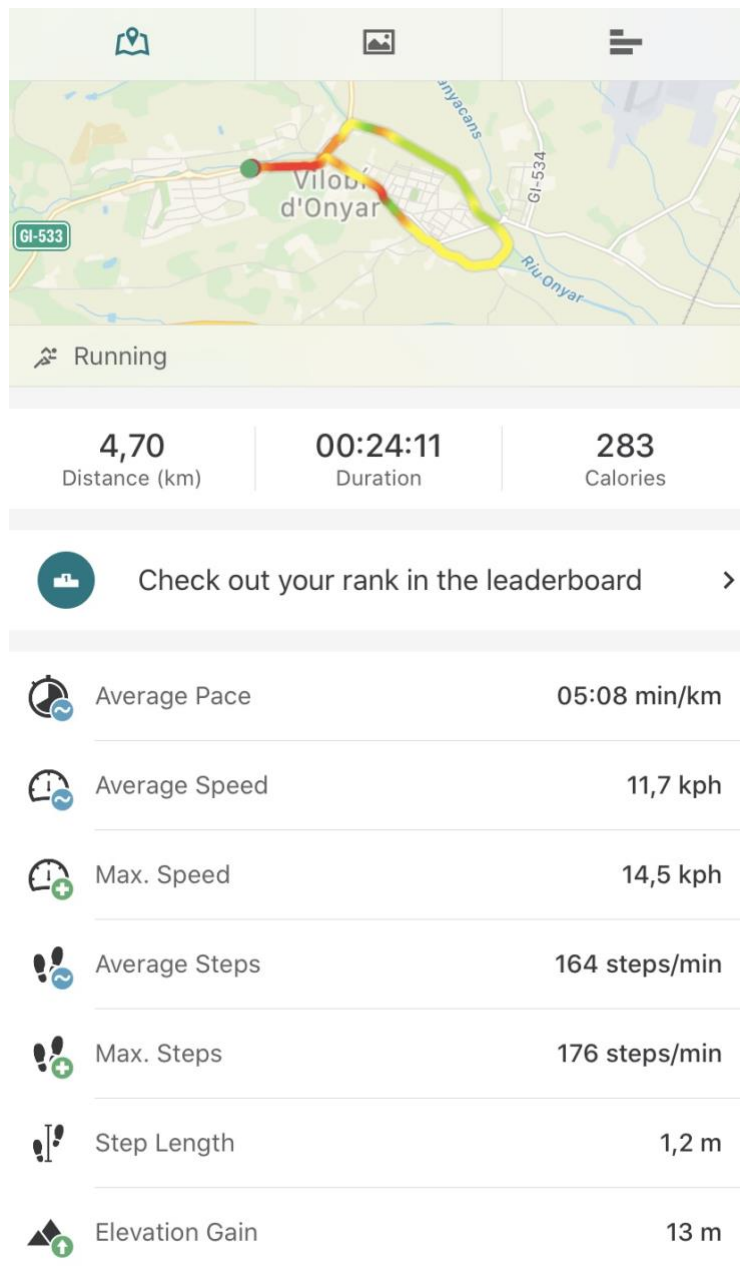 anyacans
GI-534
Vilobí
d'Onyar
GI-533
Riu Onyar
Running
4,70
Distance (km)
00:24:11
Duration
283
Calories
1
Check out your rank in the leaderboard
Average Pace
05:08 min/km
Average Speed
11,7 kph
Max. Speed
14,5 kph
Average Steps
164 steps/min
Max. Steps
176 steps/min
Step Length
1,2 m
Elevation Gain
13 m